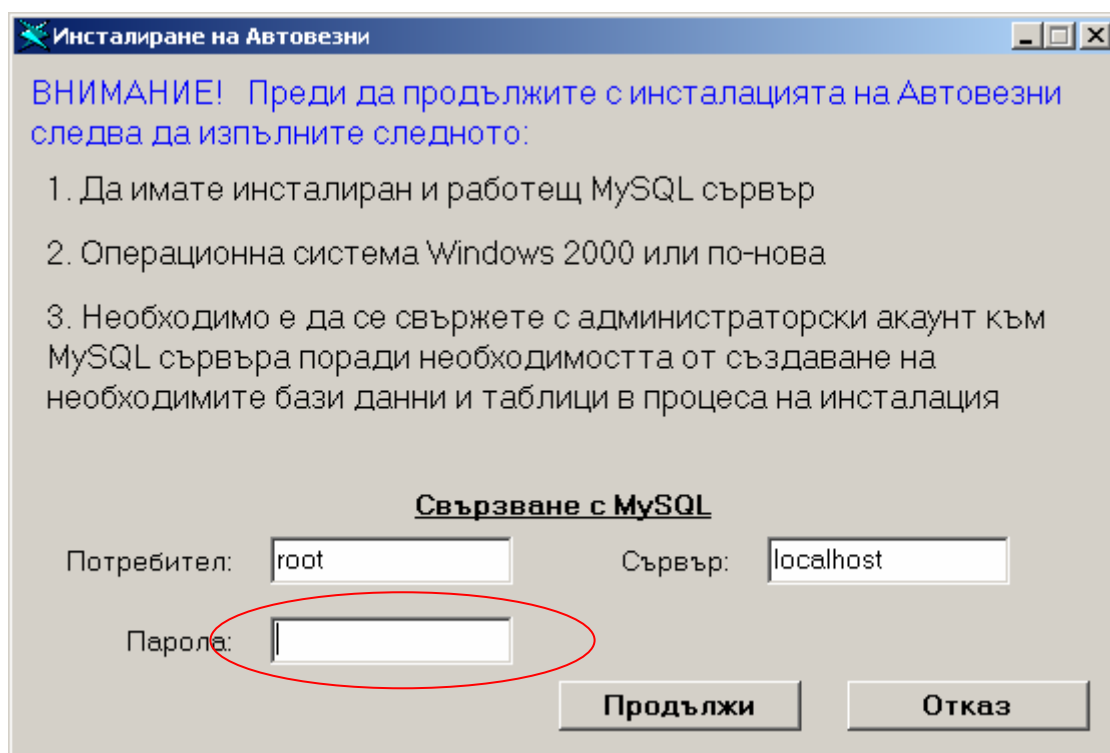 Инсталиране на Автовезни
ВНИМАНИЕ! Преди да продължите с инсталацията на Автовезни
следва да изпълните следното:
1. Да имате инсталиран и работещ MySQL сървър
2. Операционна система Windows 2000 или по-нова
3. Необходимо е да се свържете с администраторски акаунт към
MySQL сървъра поради необходимостта от създаване на
необходимите бази данни и таблици в процеса на инсталация
Свързване с MySQL
Потребител: root Сървър: localhost
Парола:
Продължи Отказ